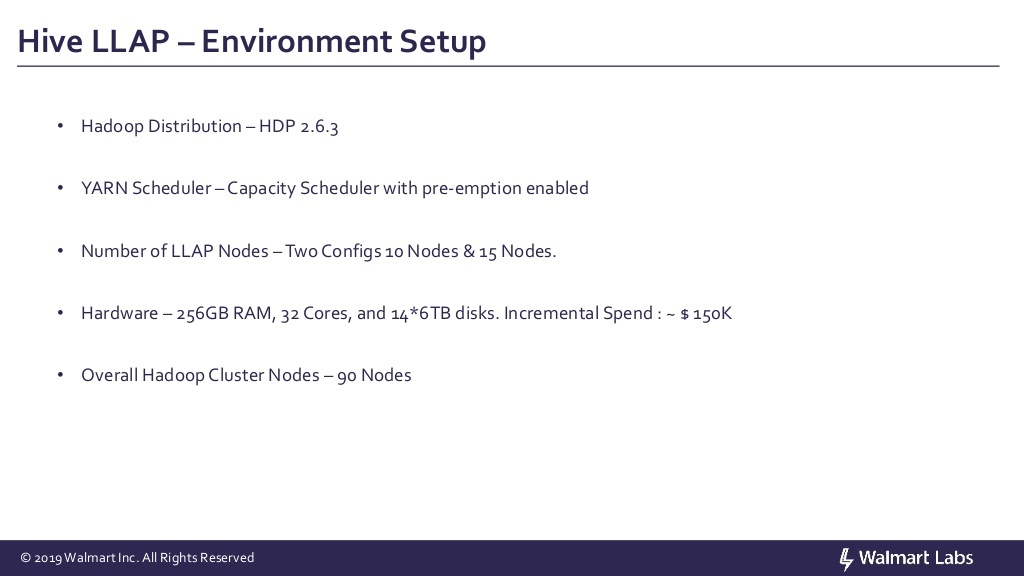 Hive LLAP – Environment Setup
• Hadoop Distribution – HDP 2.6.3
• YARN Scheduler – Capacity Scheduler with pre-emption enabled
• Number of LLAP Nodes – Two Configs 10 Nodes & 15 Nodes.
• Hardware – 256GB RAM, 32 Cores, and 14*6TB disks. Incremental Spend : ~ $ 150K
• Overall Hadoop Cluster Nodes – 90 Nodes
© 2019 Walmart Inc. All Rights Reserved
Walmart Labs